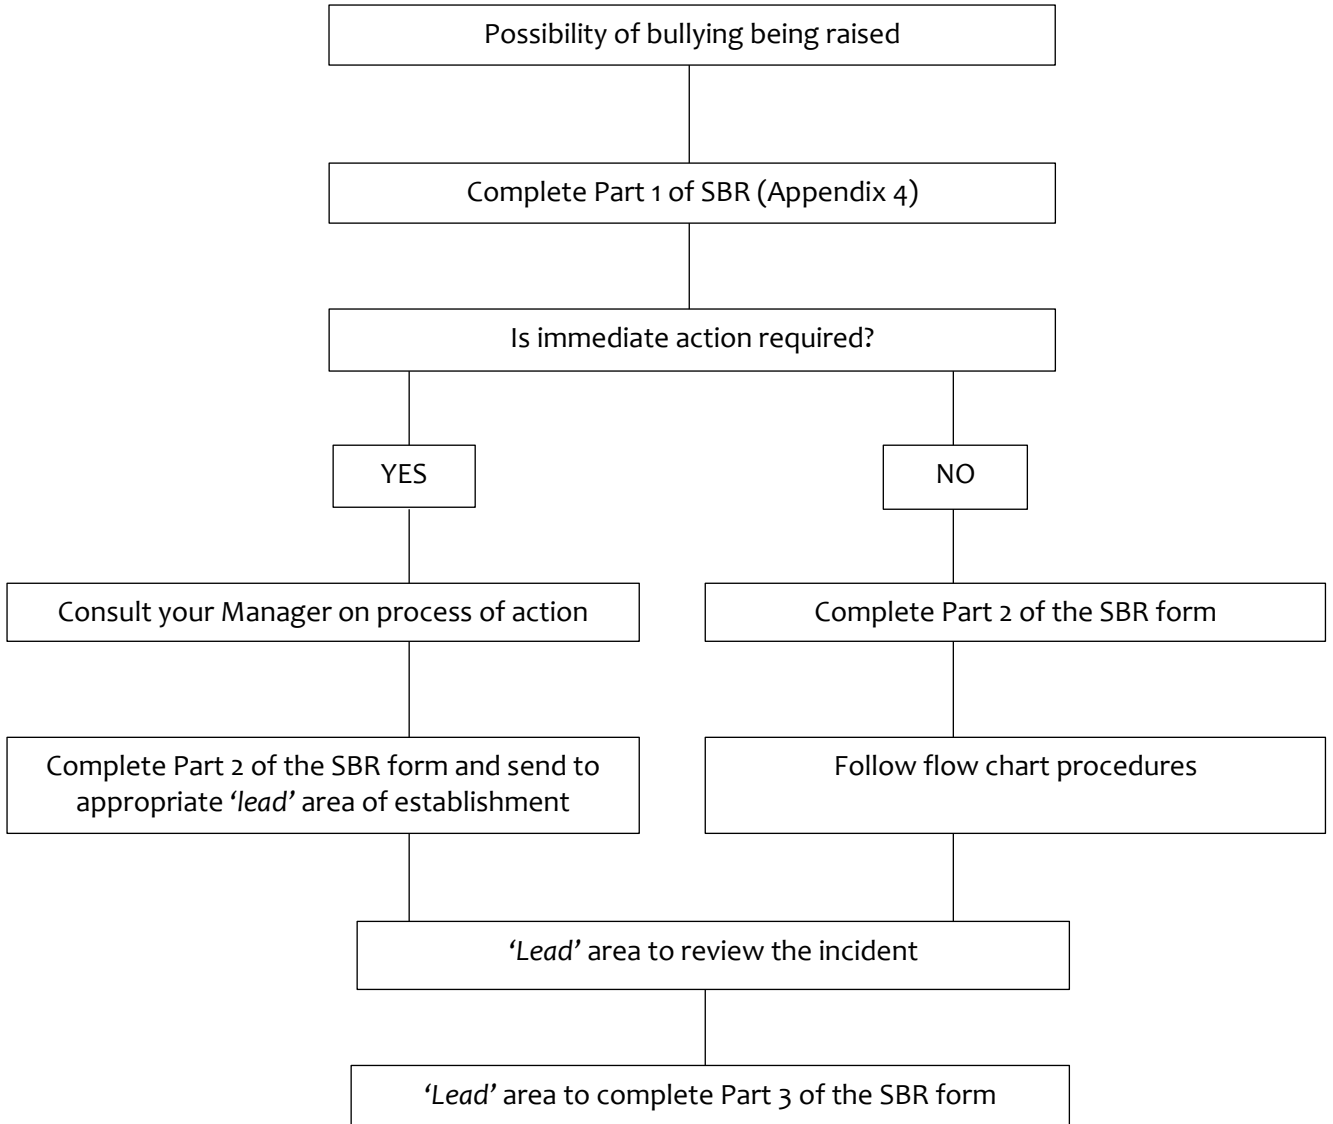 Possibility of bullying being raised
Complete Part 1 of SBR (Appendix 4)
Is immediate action required?
YES
NO
Consult your Manager on process of action
Complete Part 2 of the SBR form
Complete Part 2 of the SBR form and send to
appropriate ‘lead’ area of establishment
Follow flow chart procedures
‘Lead’ area to review the incident
‘Lead’ area to complete Part 3 of the SBR form